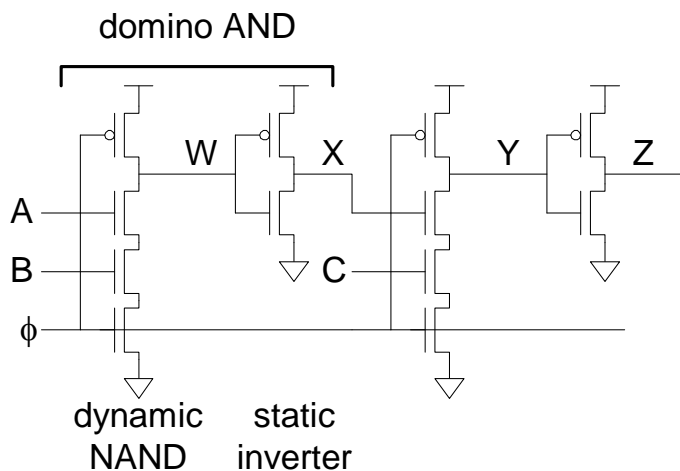 domino AND
W
X
Y
Z
A
B
C
ϕ
dynamic
NAND
static
inverter